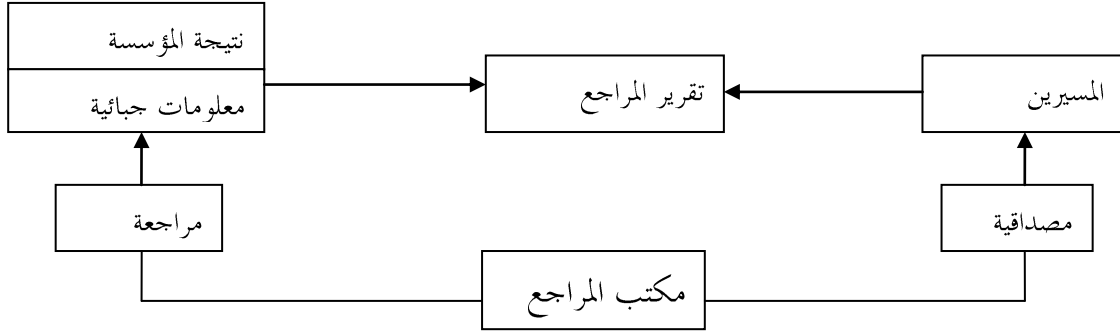 نتيجة المؤسسة
المسيرين
تقرير المراجع
معلومات جبائية
مصداقية
مراجعة
مكتب المراجع